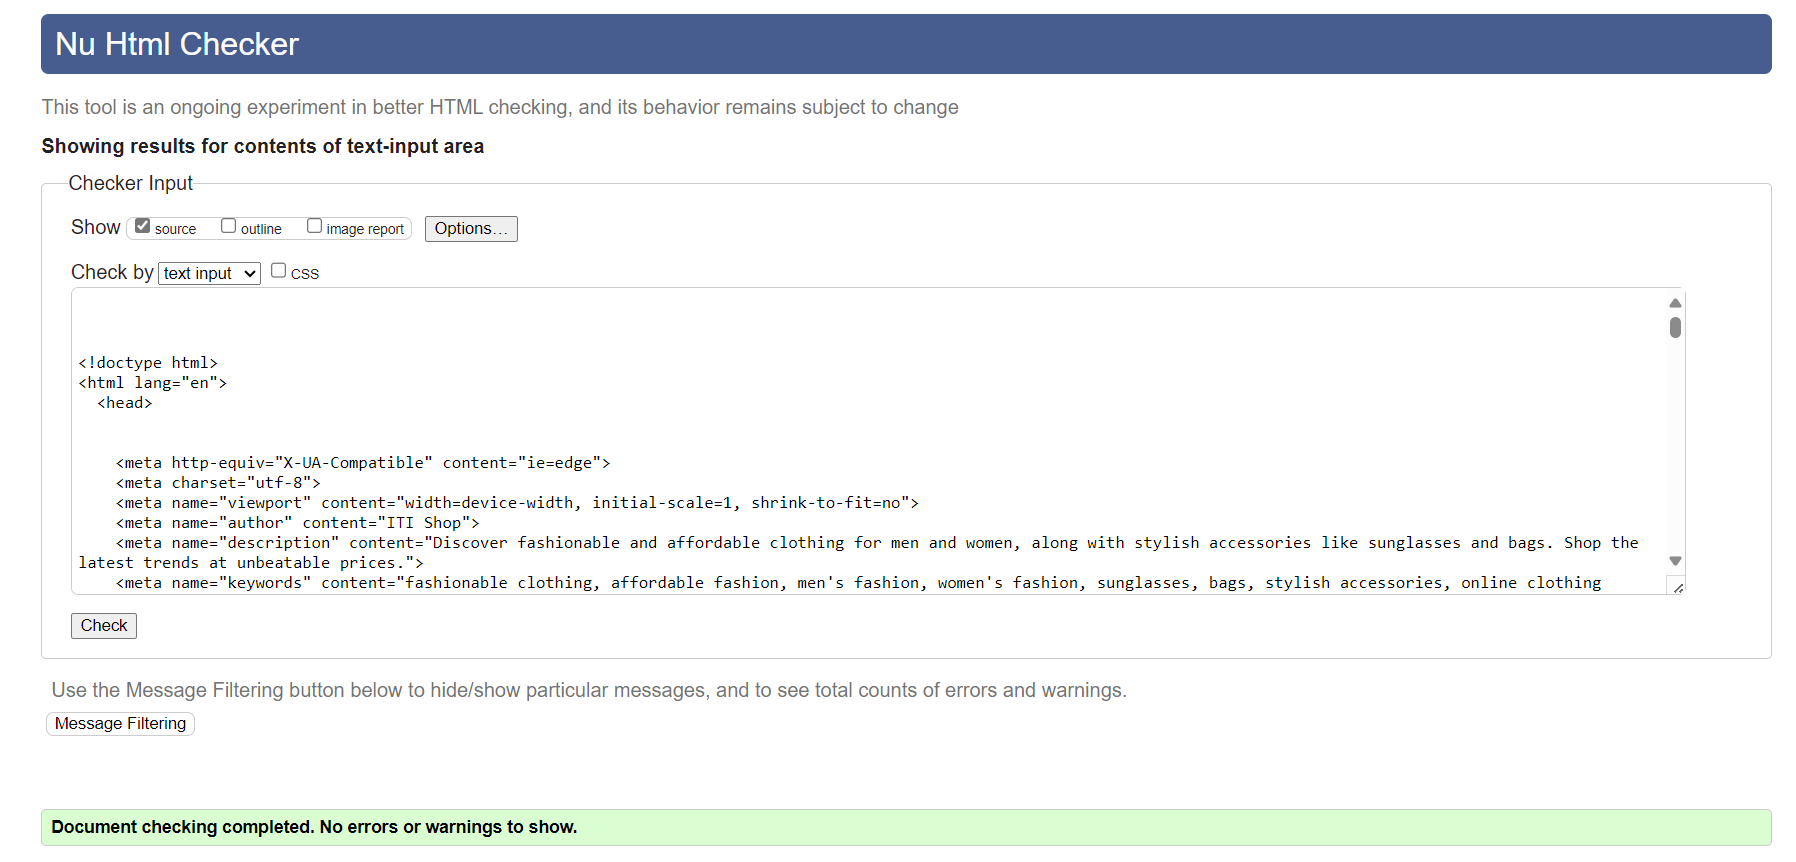 Nu Html Checker
This tool is an ongoing experiment in better HTML checking, and its behavior remains subject to change
Showing results for contents of text-input area
Checker Input
Show source outline image report Options...
Check by text input CSS
<!doctype html>
<html lang="en">
<head>
<meta http-equiv="X-UA-Compatible" content="ie=edge">
<meta charset="utf-8">
<meta name="viewport" content="width=device-width, initial-scale=1, shrink-to-fit=no">
<meta name="author" content="ITI Shop">
<meta name="description" content="Discover fashionable and affordable clothing for men and women, along with stylish accessories like sunglasses and bags. Shop the
latest trends at unbeatable prices.">
<meta name="keywords" content="fashionable clothing, affordable fashion, men's fashion, women's fashion, sunglasses, bags, stylish accessories, online clothing
Check
Use the Message Filtering button below to hide/show particular messages, and to see total counts of errors and warnings.
Message Filtering
Document checking completed. No errors or warnings to show.